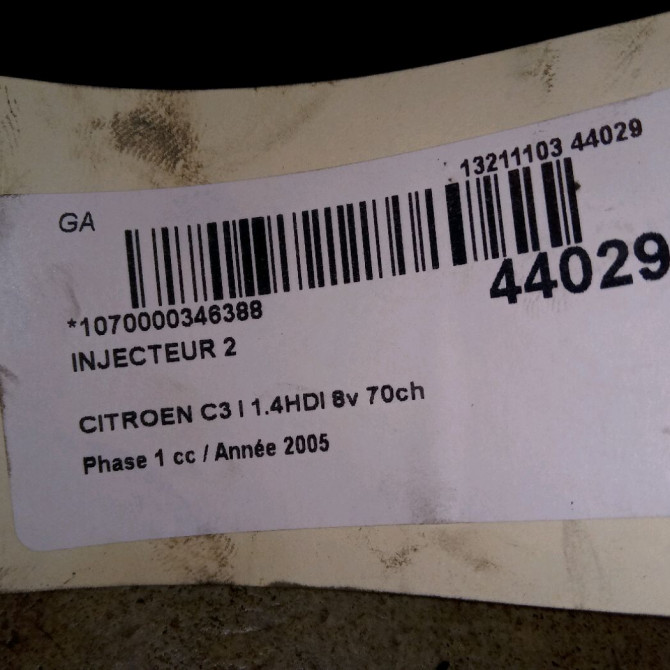 13211103 44029
GA
44029
*1070000346388
INJECTEUR 2
CITROEN C3 I 1.4HDI 8v 70ch
Phase 1 cc / Année 2005